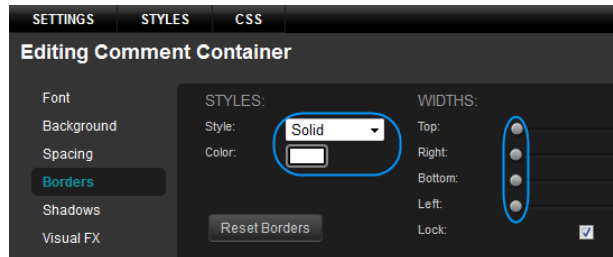 SETTINGS STYLES CSS
Editing Comment Container
Font
Background
Spacing
Borders
Shadows
Visual FX
STYLES:
Style: Solid
Color:
Reset Borders
WIDTHS:
Top:
Right:
Bottom:
Left:
Lock: